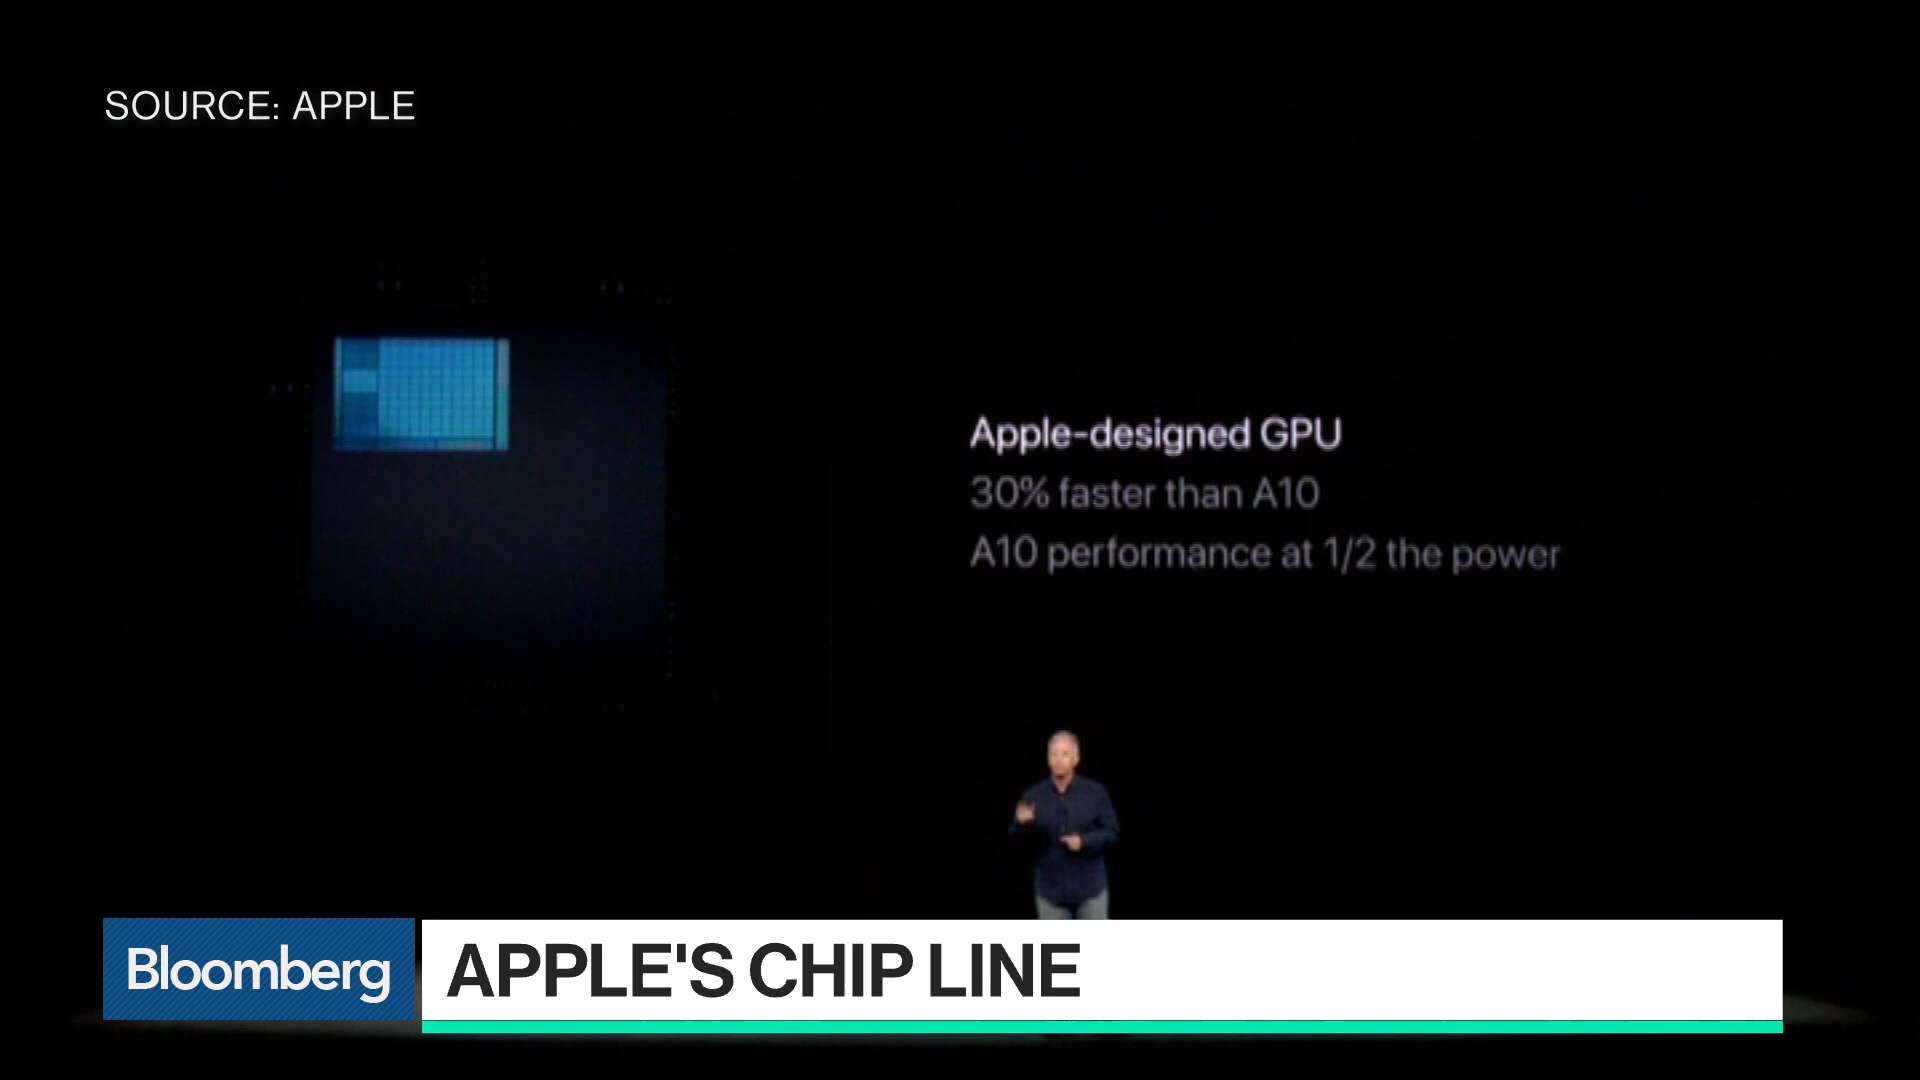 SOURCE: APPLE
Apple-designed GPU
30% faster than A10
A10 performance at 1/2 the power
Bloomberg
APPLE'S CHIP LINE